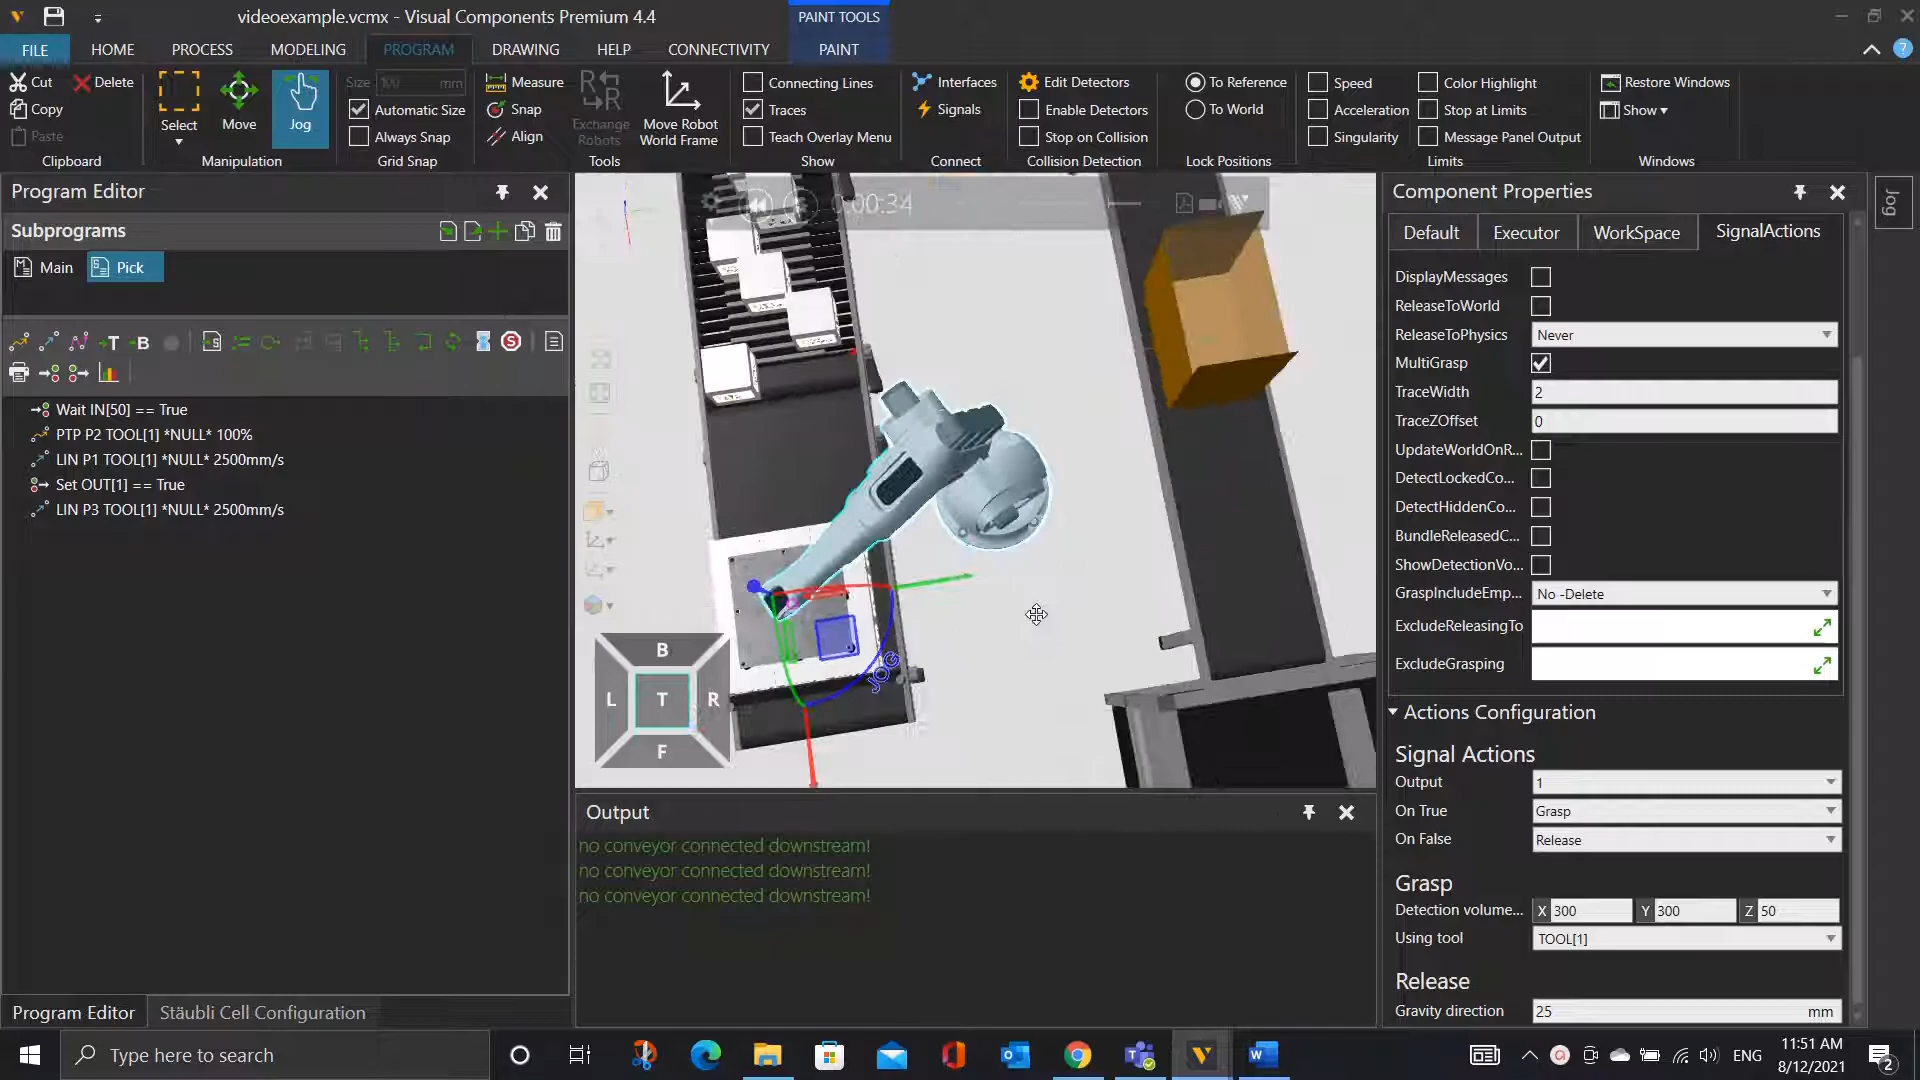 videoexample.vcmx - Visual Components Premium 4.4
PAINT TOOLS
FILE HOME PROCESS MODELING PROGRAM DRAWING HELP CONNECTIVITY PAINT
Cut Delete
Copy
Paste
Clipboard
Select
Move
Jog
Manipulation
Size 100 mm
Automatic Size
Always Snap
Grid Snap
Measure
Snap
Align
Exchange Robots
Move Robot World Frame
Tools
Connecting Lines
Traces
Teach Overlay Menu
Show
Interfaces
Signals
Connect
Edit Detectors
Enable Detectors
Stop on Collision
Collision Detection
To Reference
To World
Lock Positions
Speed
Acceleration
Singularity
Color Highlight
Stop at Limits
Message Panel Output
Limits
Restore Windows
Show
Windows
Program Editor
Subprograms
Main Pick
Wait IN[50] == True
PTP P2 TOOL[1] *NULL* 100%
LIN P1 TOOL[1] *NULL* 2500mm/s
Set OUT[1] == True
LIN P3 TOOL[1] *NULL* 2500mm/s
Program Editor Stäubli Cell Configuration
0:00:34
JOG
B
L T R
F
Output
no conveyor connected downstream!
no conveyor connected downstream!
no conveyor connected downstream!
Component Properties
Jog
Default Executor WorkSpace SignalActions
DisplayMessages
ReleaseToWorld
ReleaseToPhysics Never
MultiGrasp
TraceWidth 2
TraceZOffset 0
UpdateWorldOnR...
DetectLockedCo...
DetectHiddenCo...
BundleReleasedC...
ShowDetectionVo...
GraspIncludeEmp... No -Delete
ExcludeReleasingTo
ExcludeGrasping
Actions Configuration
Signal Actions
Output 1
On True Grasp
On False Release
Grasp
Detection volume... X 300 Y 300 Z 50
Using tool TOOL[1]
Release
Gravity direction 25 mm
Type here to search
ENG
11:51 AM
8/12/2021
2